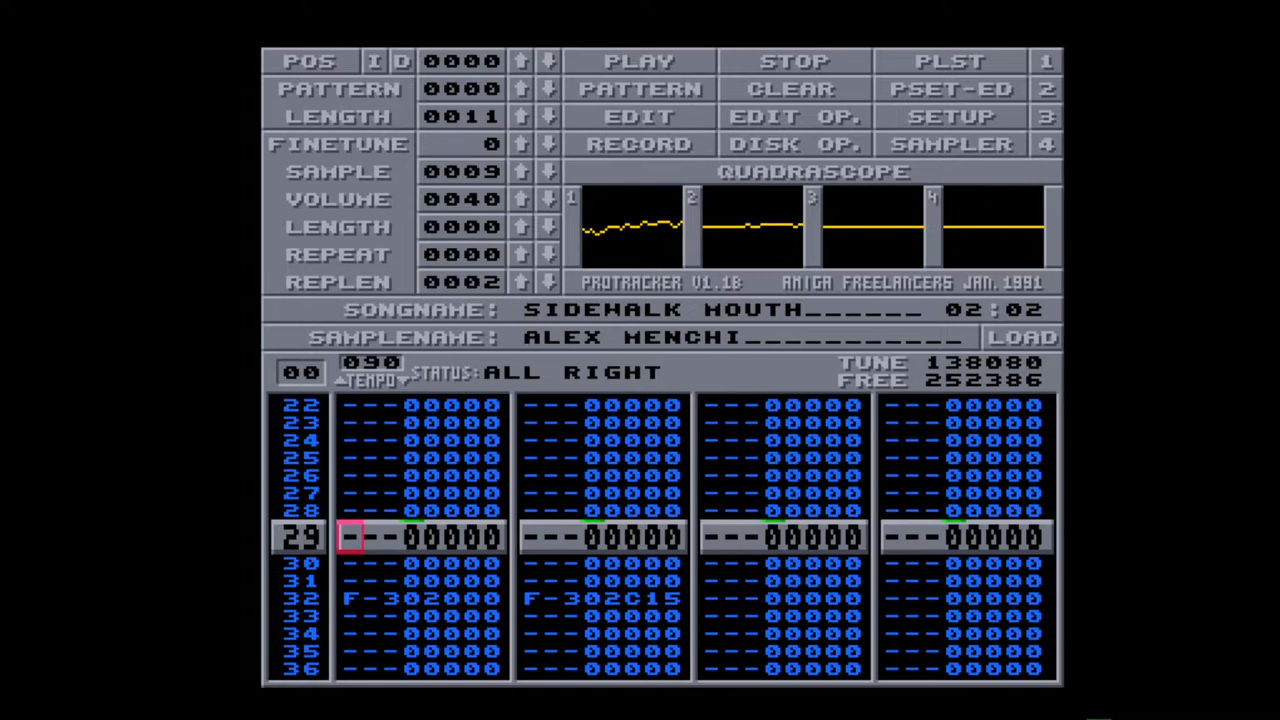 POS I D 0000 PLAY STOP PLST 1
PATTERN 0000 PATTERN CLEAR PSET-ED 2
LENGTH 0011 EDIT EDIT OP. SETUP 3
FINETUNE 0 RECORD DISK OP. SAMPLER 4
SAMPLE 0009 QUADRASCOPE
VOLUME 0040 1 2 3 4
LENGTH 0000
REPEAT 0000
REPLEN 0002 PROTRACKER V1.1B AMIGA FREELANCERS JAN.1991
SONGNAME: SIDEWALK MOUTH______ 02:02
SAMPLENAME: ALEX MENCHI___________ LOAD
00 090 TEMPO STATUS:ALL RIGHT TUNE 138080
FREE 252386
22 ---00000 ---00000 ---00000 ---00000
23 ---00000 ---00000 ---00000 ---00000
24 ---00000 ---00000 ---00000 ---00000
25 ---00000 ---00000 ---00000 ---00000
26 ---00000 ---00000 ---00000 ---00000
27 ---00000 ---00000 ---00000 ---00000
28 ---00000 ---00000 ---00000 ---00000
29 ---00000 ---00000 ---00000 ---00000
30 ---00000 ---00000 ---00000 ---00000
31 ---00000 ---00000 ---00000 ---00000
32 F-302000 F-302C15 ---00000 ---00000
33 ---00000 ---00000 ---00000 ---00000
34 ---00000 ---00000 ---00000 ---00000
35 ---00000 ---00000 ---00000 ---00000
36 ---00000 ---00000 ---00000 ---00000